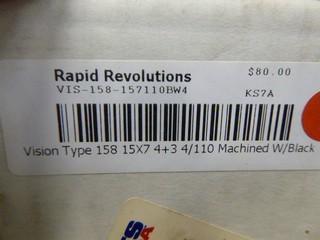 Rapid Revolutions $80.00
VIS-158-157110BW4 KS7A
Vision Type 158 15X7 4+3 4/110 Machined W/Black